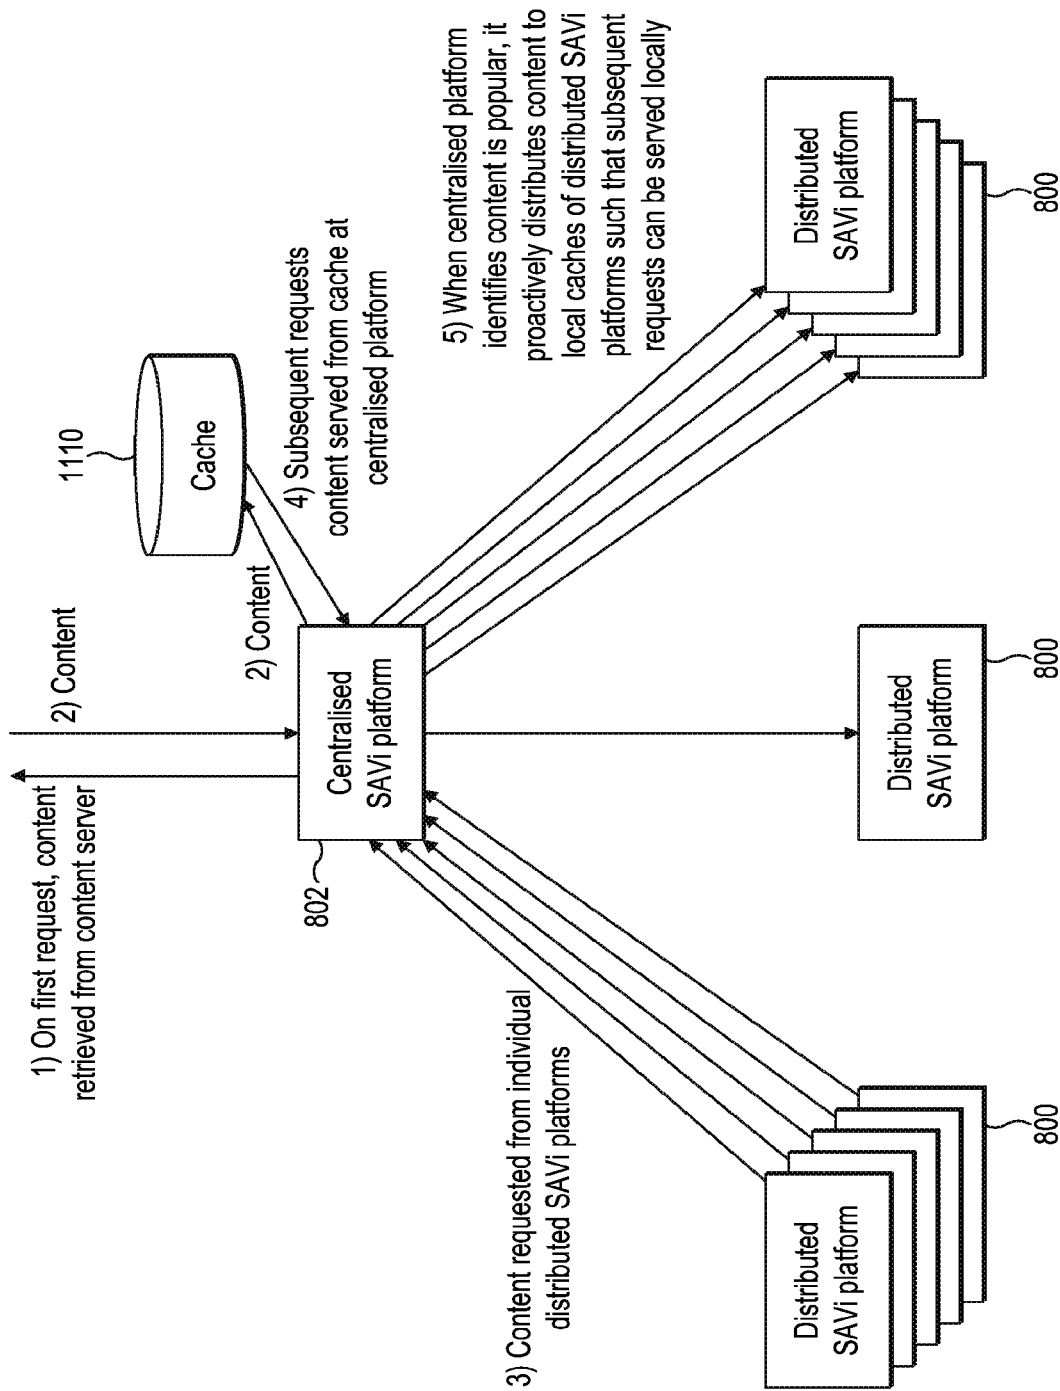 1) On first request, content
retrieved from content server
2) Content
1110
Cache
2) Content
4) Subsequent requests
content served from cache at
centralised platform
802
Centralised
SAVi platform
3) Content requested from individual
distributed SAVi platforms
5) When centralised platform
identifies content is popular, it
proactively distributes content to
local caches of distributed SAVi
platforms such that subsequent
requests can be served locally
Distributed
SAVi platform
800
Distributed
SAVi platform
800
Distributed
SAVi platform
800